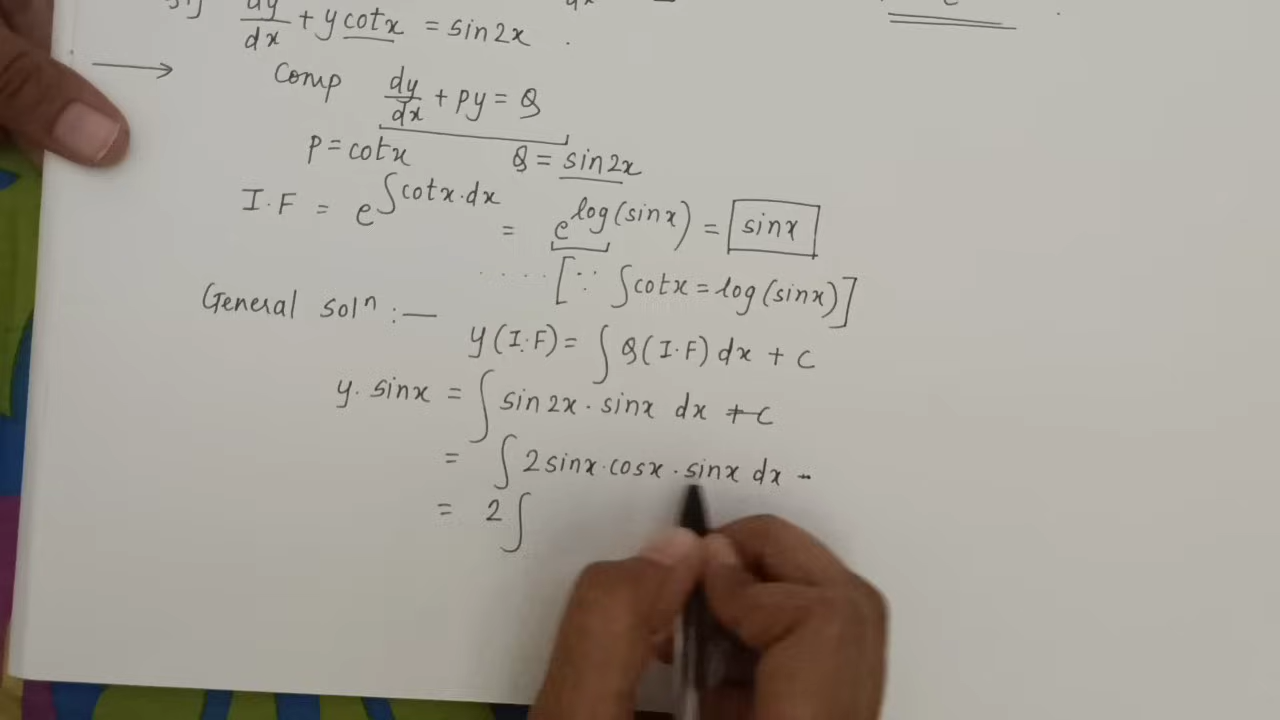 dy/dx + y cotx = sin2x .
→ Comp dy/dx + py = Q
P = cotx Q = sin2x
I.F = e^∫cotx.dx = e^log(sinx) = sinx
.... [∵ ∫cotx = log(sinx)]
General solⁿ :—
y(I.F) = ∫Q(I.F) dx + c
y. sinx = ∫sin2x . sinx dx + c
= ∫2sinx.cosx . sinx dx -
= 2∫